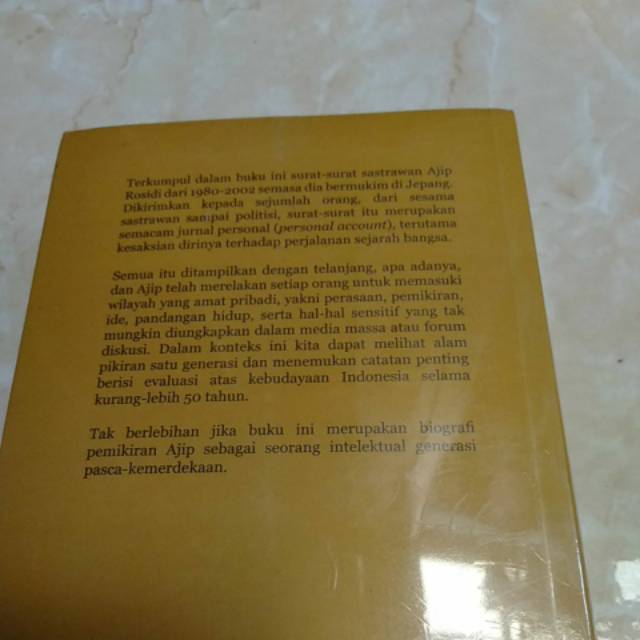 Terkumpul dalam buku ini surat-surat sastrawan Ajip
Rosidi dari 1980-2002 semasa dia bermukim di Jepang.
Dikirimkan kepada sejumlah orang, dari sesama
sastrawan sampai politisi, surat-surat itu merupakan
semacam jurnal personal (personal account), terutama
kesaksian dirinya terhadap perjalanan sejarah bangsa.
Semua itu ditampilkan dengan telanjang, apa adanya,
dan Ajip telah merelakan setiap orang untuk memasuki
wilayah yang amat pribadi, yakni perasaan, pemikiran,
ide, pandangan hidup, serta hal-hal sensitif yang tak
mungkin diungkapkan dalam media massa atau forum
diskusi. Dalam konteks ini kita dapat melihat alam
pikiran satu generasi dan menemukan catatan penting
berisi evaluasi atas kebudayaan Indonesia selama
kurang-lebih 50 tahun.
Tak berlebihan jika buku ini merupakan biografi
pemikiran Ajip sebagai seorang intelektual generasi
pasca-kemerdekaan.